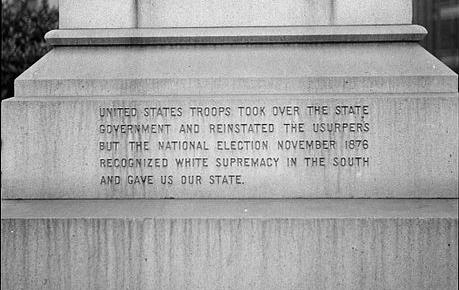 UNITED STATES TROOPS TOOK OVER THE STATE
GOVERNMENT AND REINSTATED THE USURPERS
BUT THE NATIONAL ELECTION NOVEMBER 1876
RECOGNIZED WHITE SUPREMACY IN THE SOUTH
AND GAVE US OUR STATE.